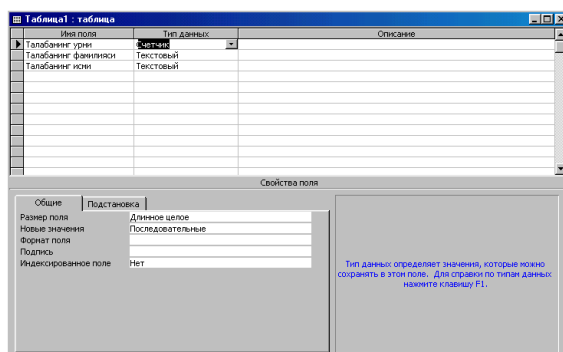 Таблица1 : таблица
Имя поля Тип данных Описание
Талабанинг урни Счетчик
Талабанинг фамилияси Текстовый
Талабанинг исми Текстовый
Свойства поля
Общие Подстановка
Размер поля Длинное целое
Новые значения Последовательные
Формат поля
Подпись
Индексированное поле Нет
Тип данных определяет значения, которые можно
сохранять в этом поле. Для справки по типам данных
нажмите клавишу F1.